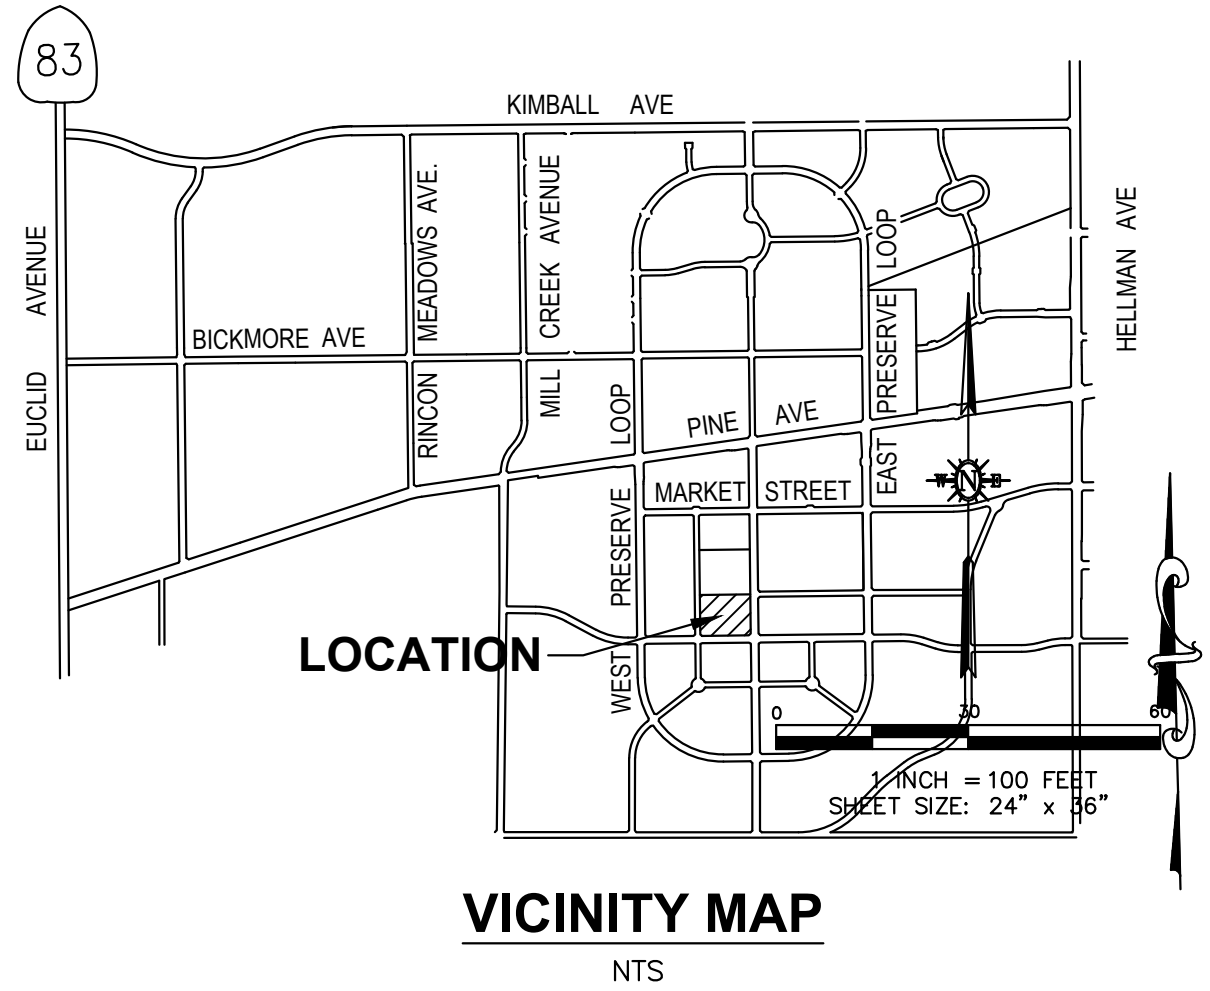 83
KIMBALL AVE
EUCLID AVENUE
RINCON MEADOWS AVE.
MILL CREEK AVENUE
HELLMAN AVE
BICKMORE AVE
WEST PRESERVE LOOP
EAST PRESERVE LOOP
PINE AVE
MARKET STREET
W N E
LOCATION
0 30 60
1 INCH = 100 FEET
SHEET SIZE: 24” x 36”
VICINITY MAP
NTS